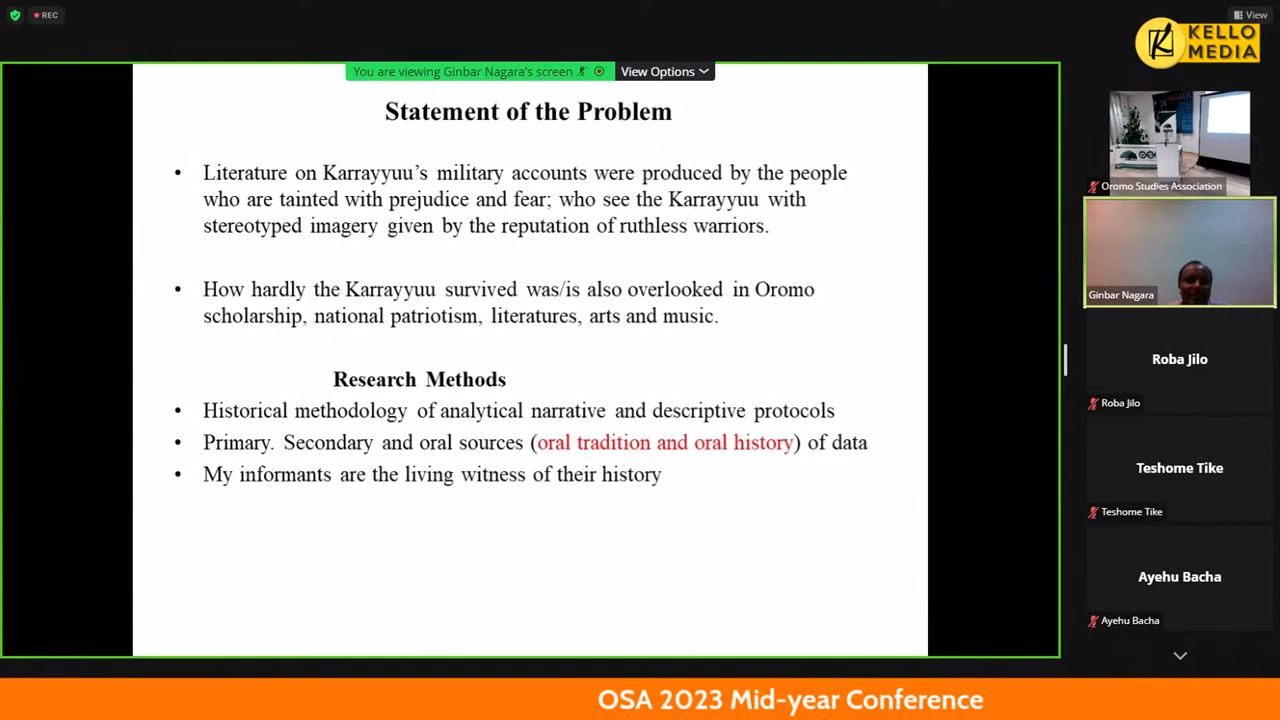 REC
View
KELLO
MEDIA
You are viewing Ginbar Nagara's screen
View Options
Statement of the Problem
• Literature on Karrayyuu's military accounts were produced by the people
who are tainted with prejudice and fear; who see the Karrayyuu with
stereotyped imagery given by the reputation of ruthless warriors.
• How hardly the Karrayyuu survived was/is also overlooked in Oromo
scholarship, national patriotism, literatures, arts and music.
Research Methods
• Historical methodology of analytical narrative and descriptive protocols
• Primary. Secondary and oral sources (oral tradition and oral history) of data
• My informants are the living witness of their history
Oromo Studies Association
Ginbar Nagara
Roba Jilo
Roba Jilo
Teshome Tike
Teshome Tike
Ayehu Bacha
Ayehu Bacha
OSA 2023 Mid-year Conference